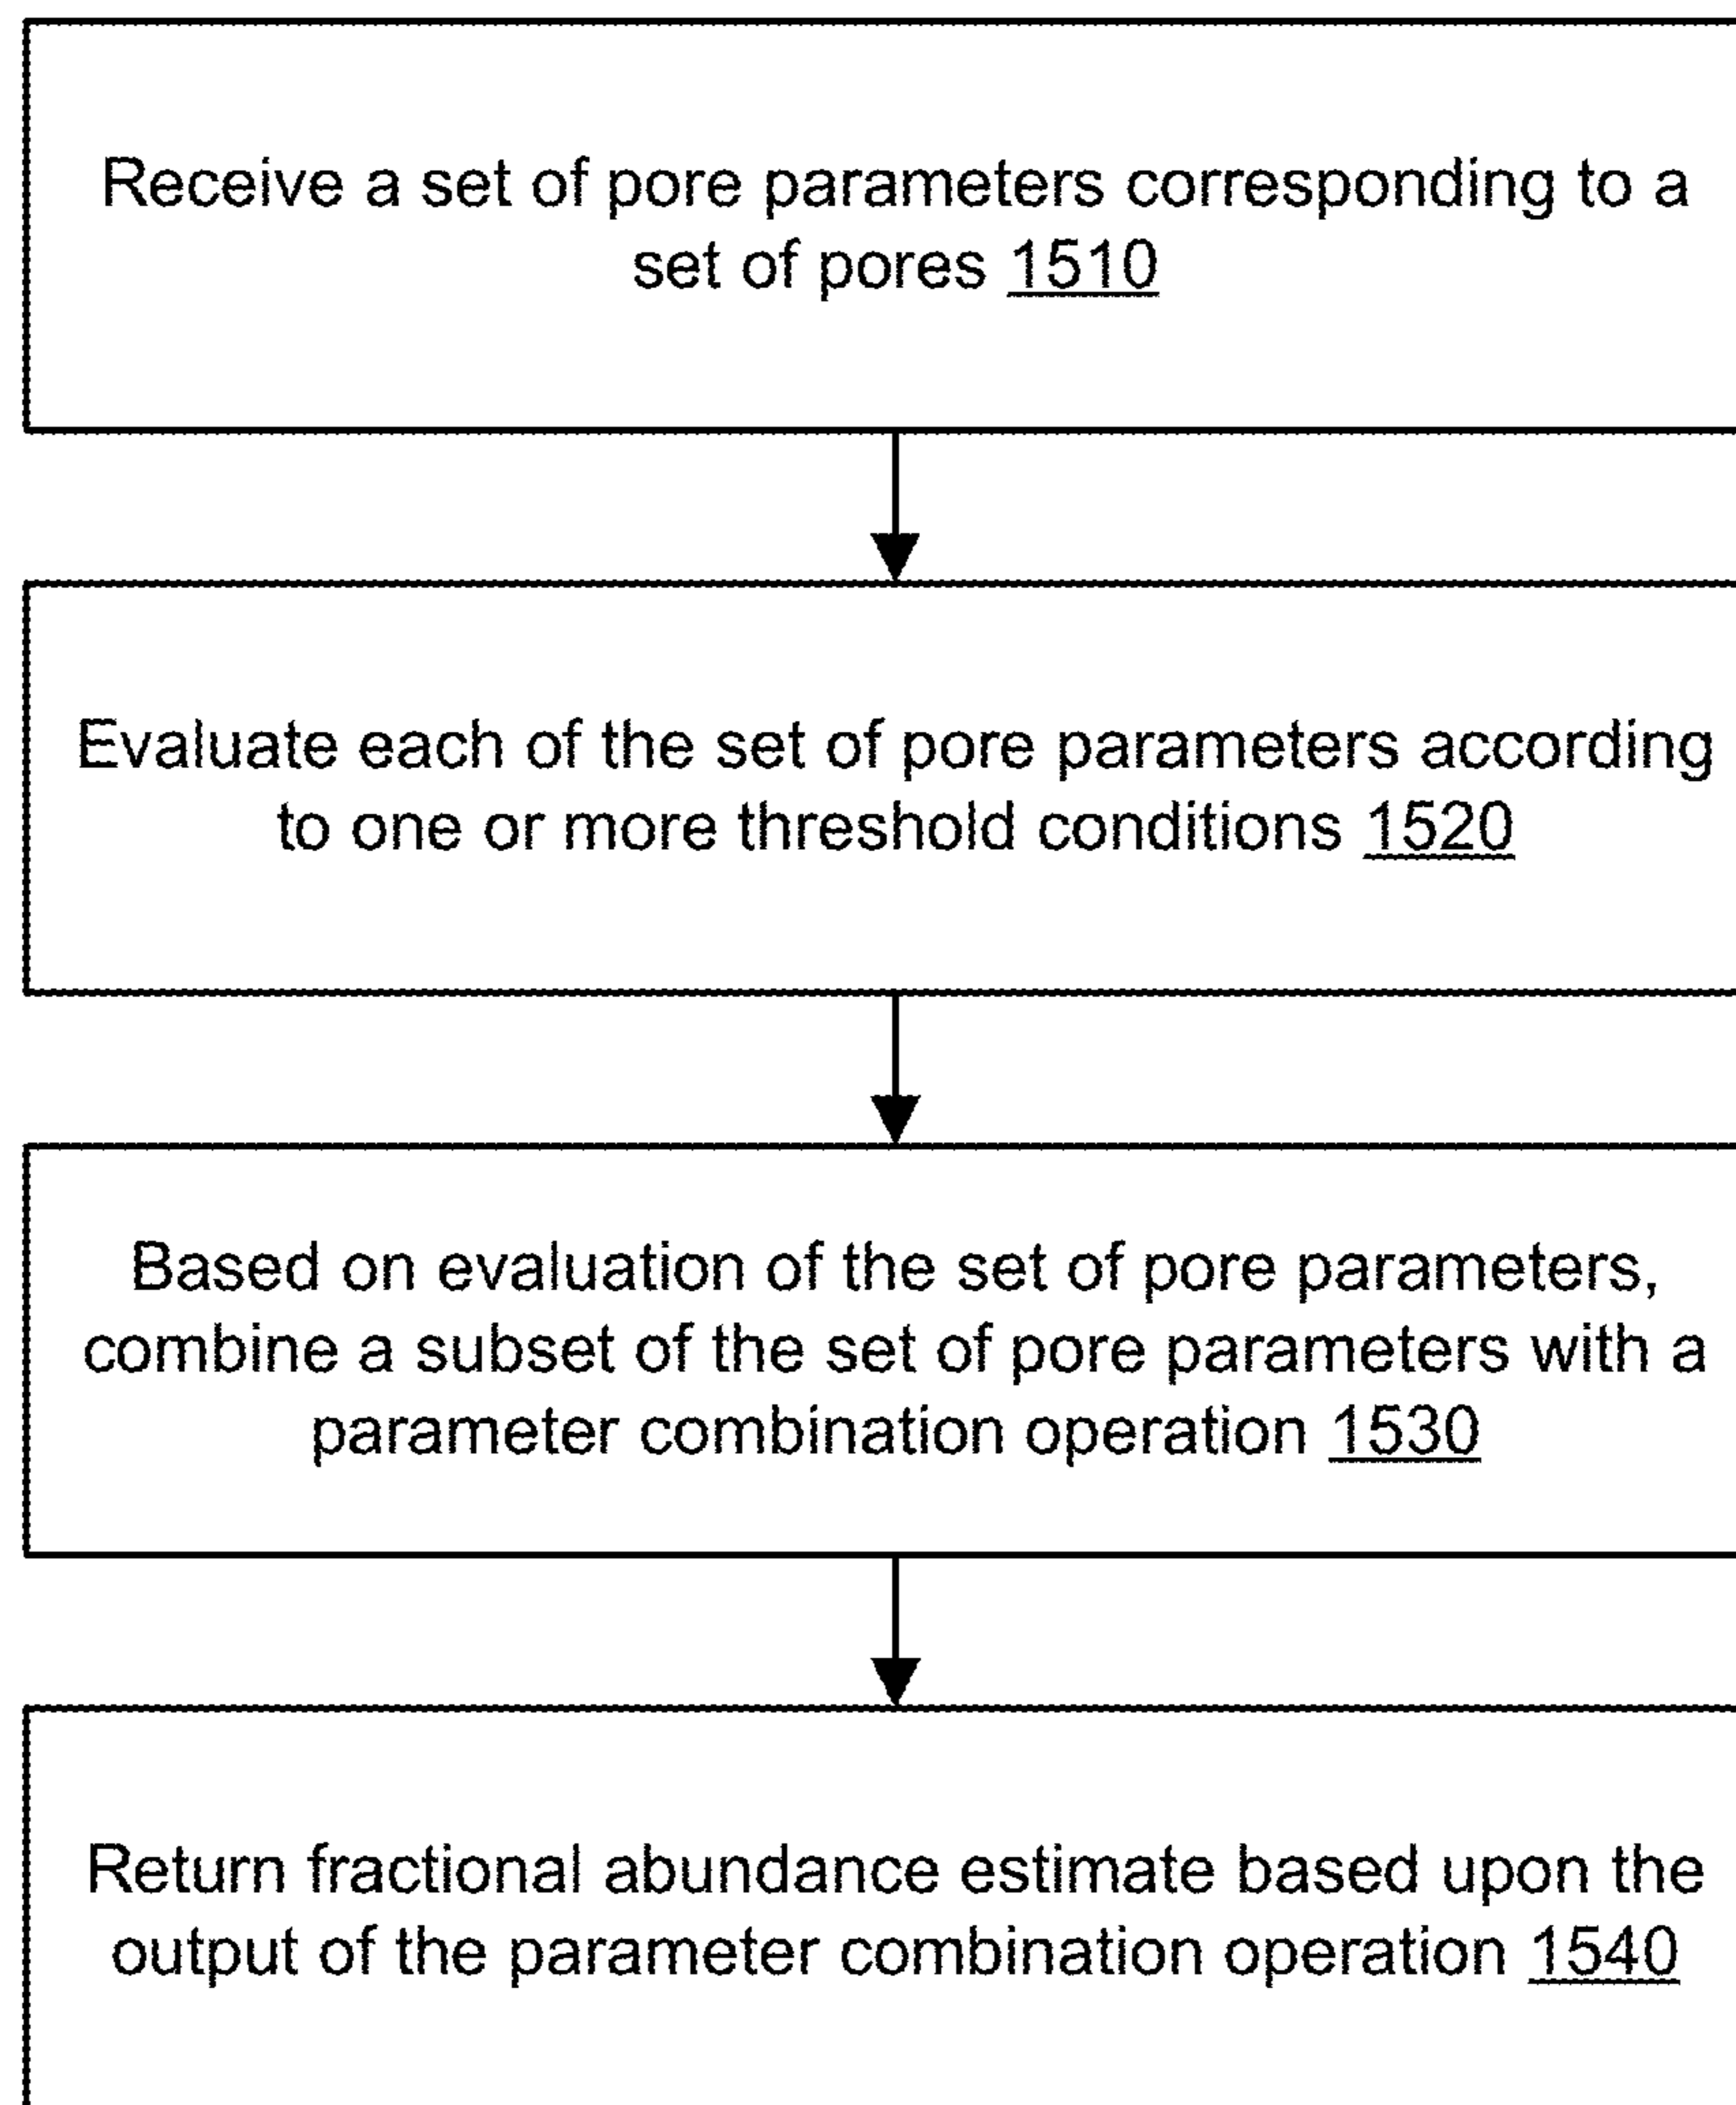 Receive a set of pore parameters corresponding to a
set of pores 1510
Evaluate each of the set of pore parameters according
to one or more threshold conditions 1520
Based on evaluation of the set of pore parameters,
combine a subset of the set of pore parameters with a
parameter combination operation 1530
Return fractional abundance estimate based upon the
output of the parameter combination operation 1540